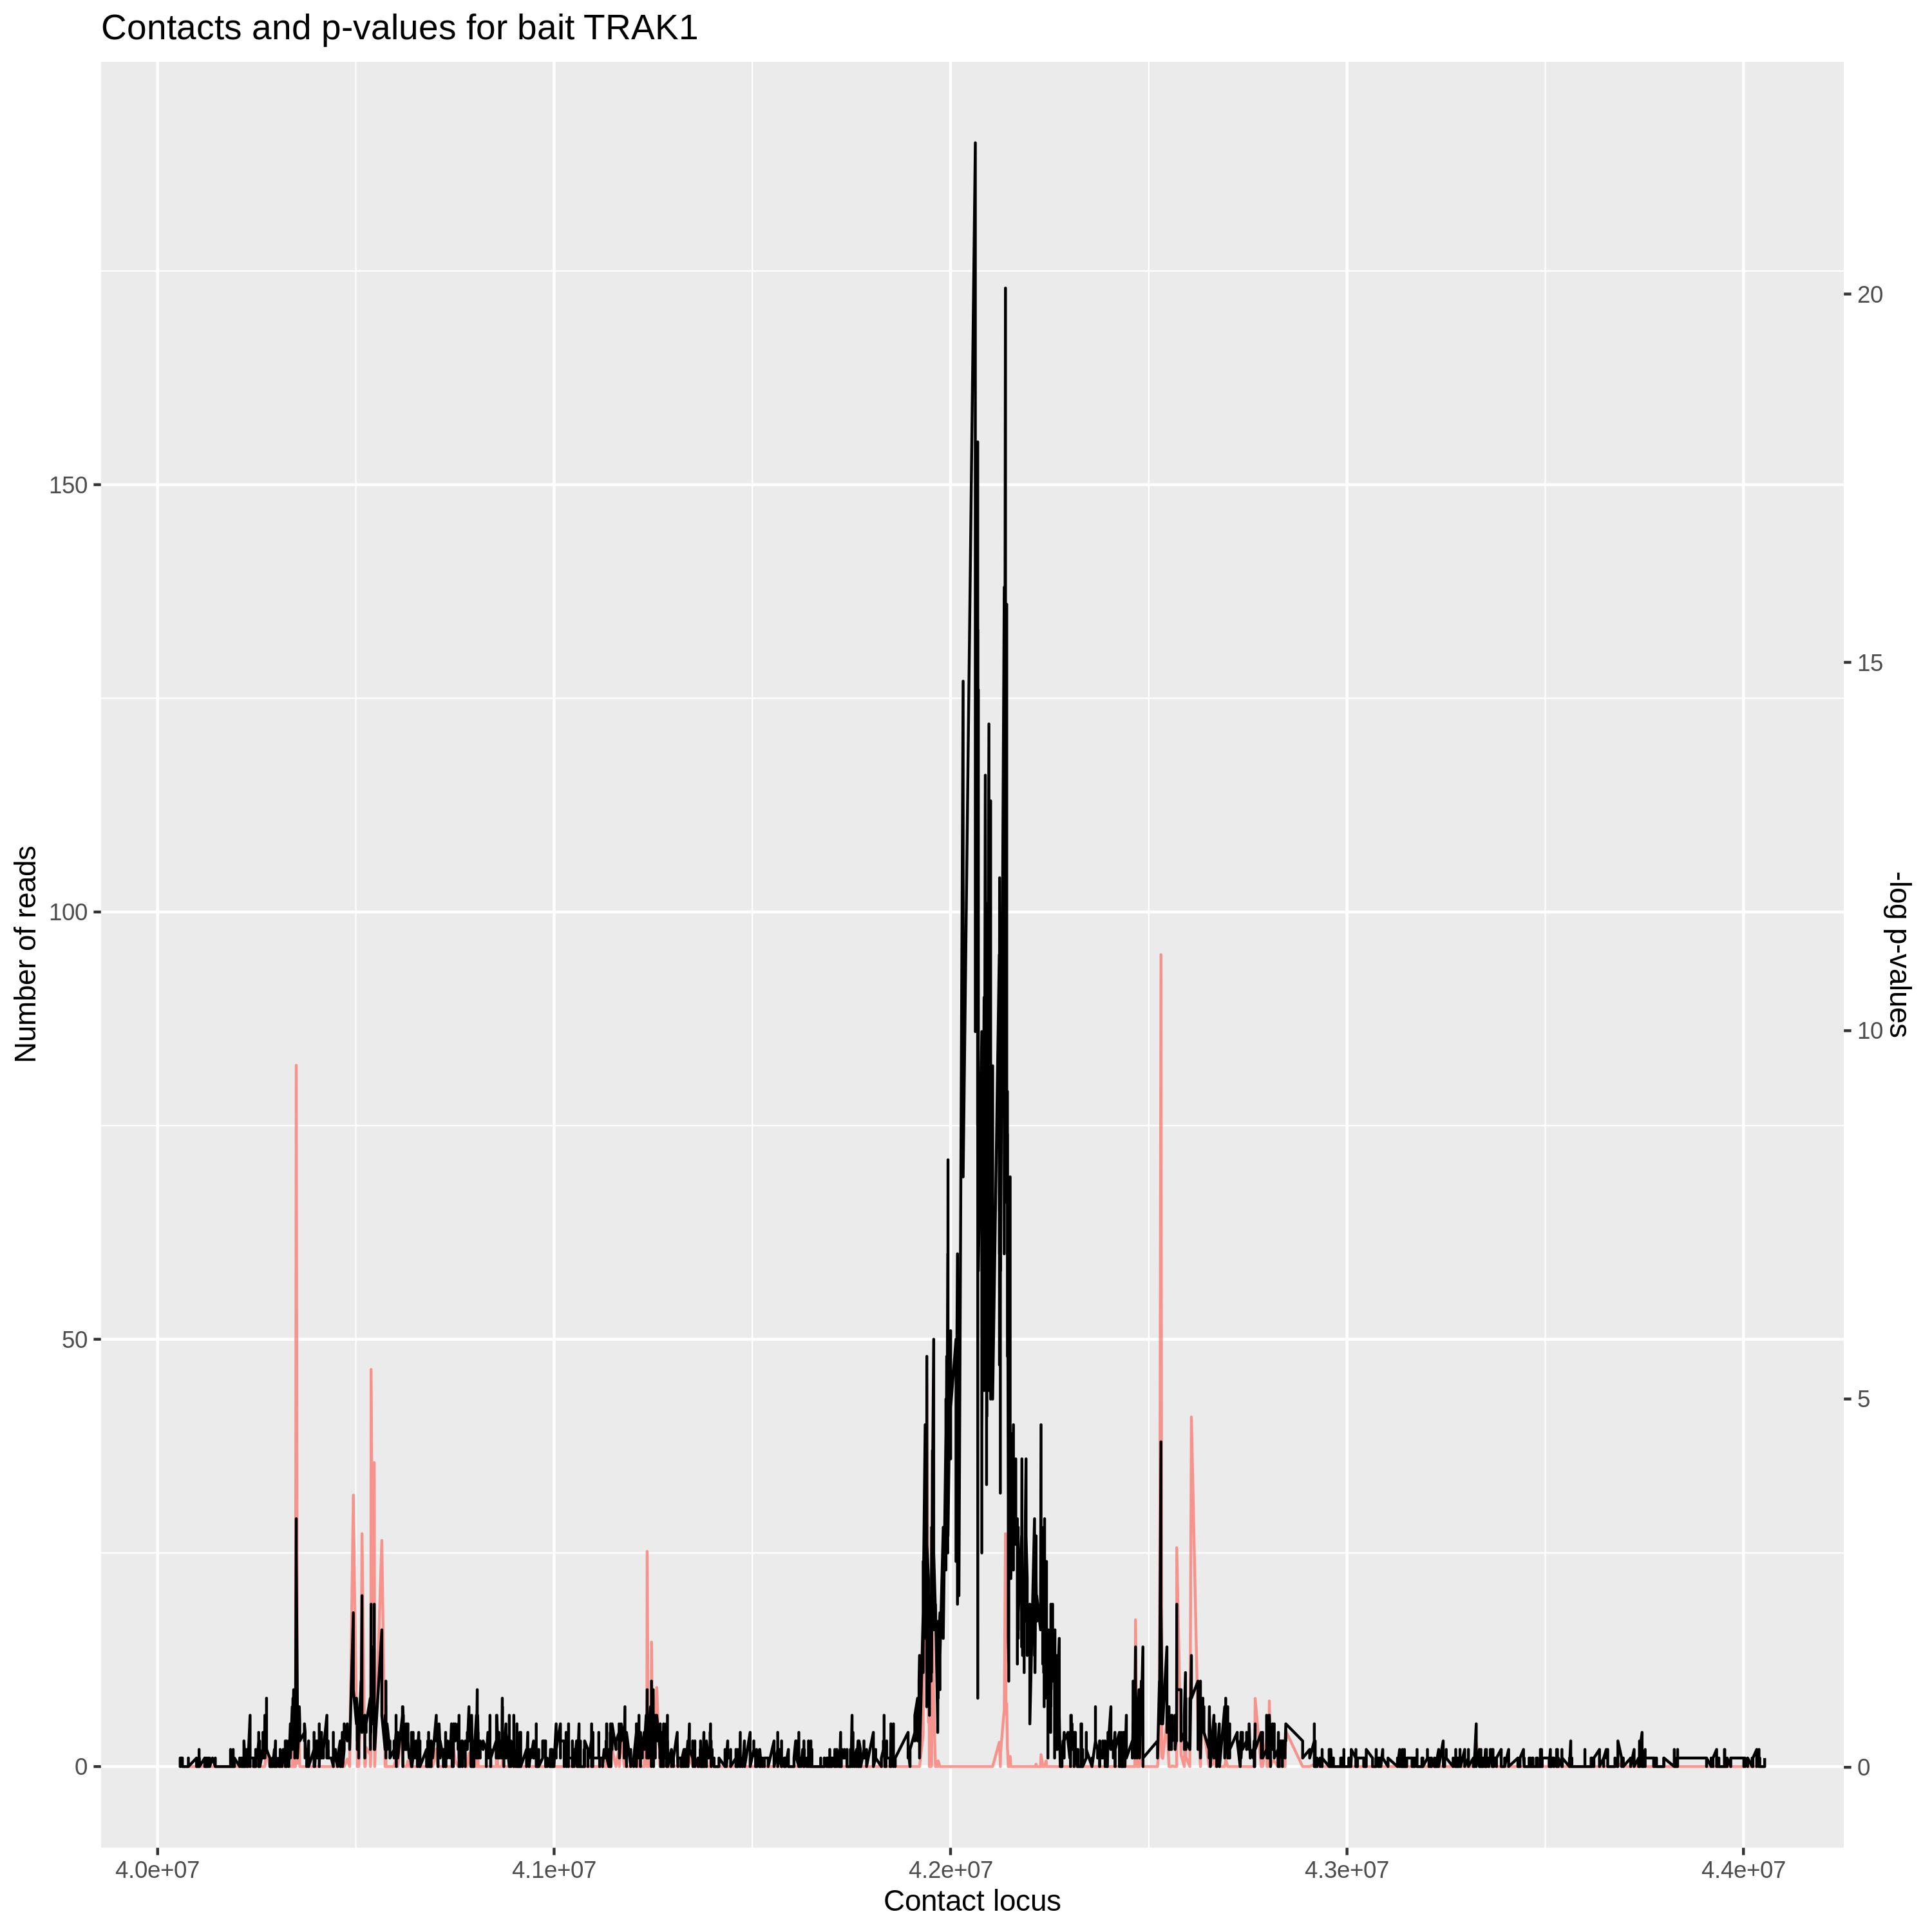 Contacts and p-values for bait TRAK1
Number of reads
150
100
50
0
20
15
10
5
0
-log p-values
4.0e+07
4.1e+07
4.2e+07
4.3e+07
4.4e+07
Contact locus